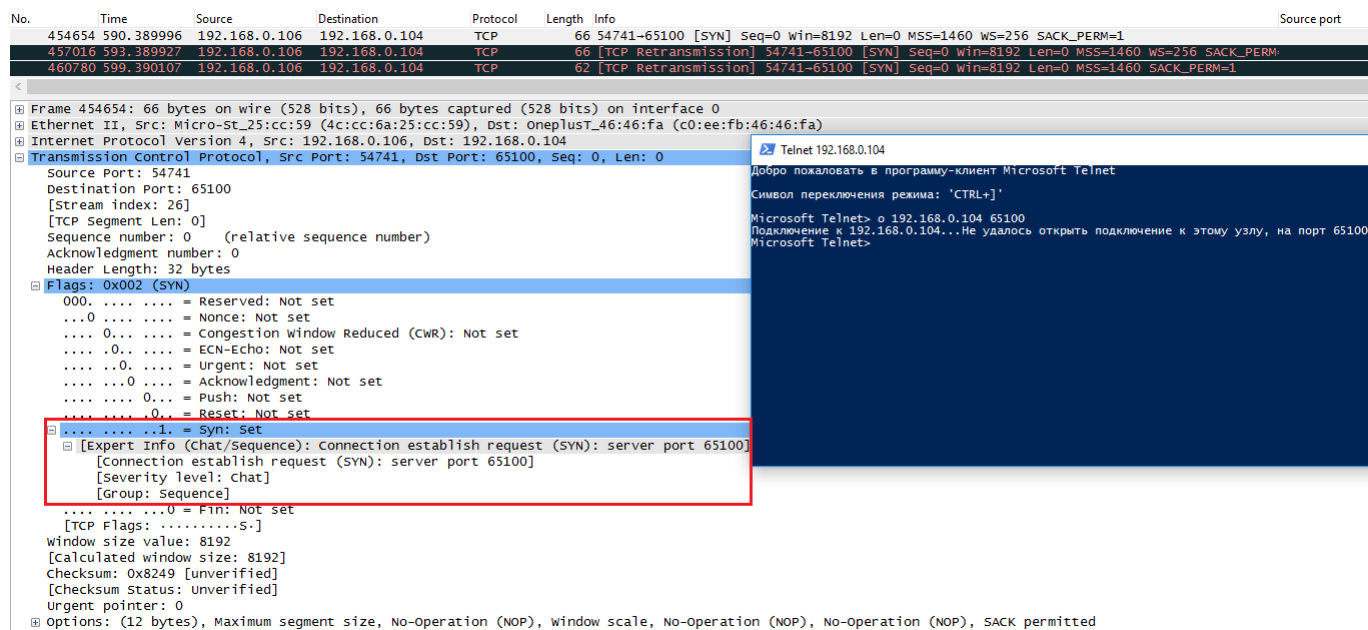 No. Time Source Destination Protocol Length Info Source port
454654 590.389996 192.168.0.106 192.168.0.104 TCP 66 54741→65100 [SYN] Seq=0 Win=8192 Len=0 MSS=1460 WS=256 SACK_PERM=1
457016 593.389927 192.168.0.106 192.168.0.104 TCP 66 [TCP Retransmission] 54741→65100 [SYN] Seq=0 Win=8192 Len=0 MSS=1460 WS=256 SACK_PERM=
460780 599.390107 192.168.0.106 192.168.0.104 TCP 62 [TCP Retransmission] 54741→65100 [SYN] Seq=0 Win=8192 Len=0 MSS=1460 SACK_PERM=1
Frame 454654: 66 bytes on wire (528 bits), 66 bytes captured (528 bits) on interface 0
Ethernet II, Src: Micro-St_25:cc:59 (4c:cc:6a:25:cc:59), Dst: OneplusT_46:46:fa (c0:ee:fb:46:46:fa)
Internet Protocol Version 4, Src: 192.168.0.106, Dst: 192.168.0.104
Transmission Control Protocol, Src Port: 54741, Dst Port: 65100, Seq: 0, Len: 0
Source Port: 54741
Destination Port: 65100
[Stream index: 26]
[TCP Segment Len: 0]
Sequence number: 0 (relative sequence number)
Acknowledgment number: 0
Header Length: 32 bytes
Flags: 0x002 (SYN)
000. .... .... = Reserved: Not set
...0 .... .... = Nonce: Not set
.... 0... .... = Congestion Window Reduced (CWR): Not set
.... .0.. .... = ECN-Echo: Not set
.... ..0. .... = Urgent: Not set
.... ...0 .... = Acknowledgment: Not set
.... .... 0... = Push: Not set
.... .... .0.. = Reset: Not set
.... .... ..1. = Syn: Set
[Expert Info (Chat/Sequence): Connection establish request (SYN): server port 65100]
[Connection establish request (SYN): server port 65100]
[Severity level: Chat]
[Group: Sequence]
.... .... ...0 = Fin: Not set
[TCP Flags: ··········S·]
Window size value: 8192
[Calculated window size: 8192]
Checksum: 0x8249 [unverified]
[Checksum Status: Unverified]
Urgent pointer: 0
Options: (12 bytes), Maximum segment size, No-Operation (NOP), Window scale, No-Operation (NOP), No-Operation (NOP), SACK permitted
Telnet 192.168.0.104
Добро пожаловать в программу-клиент Microsoft Telnet
Символ переключения режима: 'CTRL+]'
Microsoft Telnet> o 192.168.0.104 65100
Подключение к 192.168.0.104...Не удалось открыть подключение к этому узлу, на порт 65100
Microsoft Telnet>